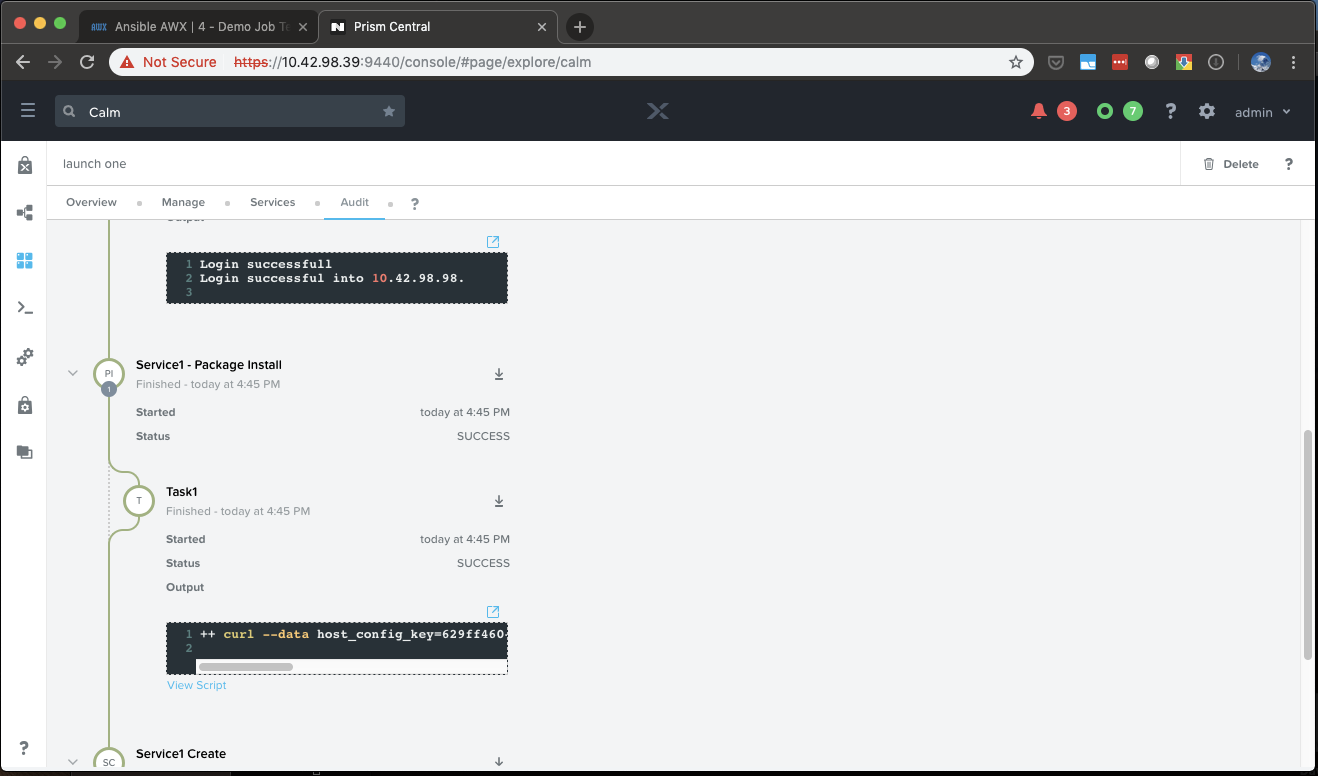 AWX Ansible AWX | 4 - Demo Job Te
Prism Central
Not Secure https://10.42.98.39:9440/console/#page/explore/calm
Calm
3
7
?
admin
launch one
Delete
?
Overview
Manage
Services
Audit
?
Output
1 Login successfull
2 Login successful into 10.42.98.98.
3
PI
1
Service1 - Package Install
Finished - today at 4:45 PM
Started today at 4:45 PM
Status SUCCESS
T
Task1
Finished - today at 4:45 PM
Started today at 4:45 PM
Status SUCCESS
Output
1 ++ curl --data host_config_key=629ff460
2
View Script
?
SC
Service1 Create